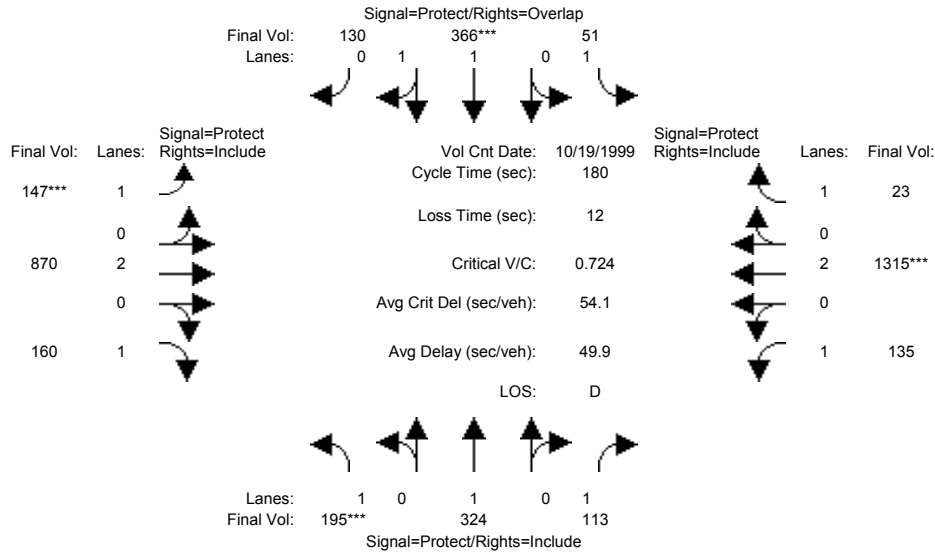 Signal=Protect/Rights=Overlap
Final Vol: 130 366*** 51
Lanes: 0 1 1 0 1
Signal=Protect
Final Vol: Lanes: Rights=Include
Vol Cnt Date: 10/19/1999
Signal=Protect
Rights=Include Lanes: Final Vol:
Cycle Time (sec): 180
147*** 1
1 23
Loss Time (sec): 12
0
0
870 2
Critical V/C: 0.724
2 1315***
0
Avg Crit Del (sec/veh): 54.1
0
160 1
Avg Delay (sec/veh): 49.9
1 135
LOS: D
Lanes: 1 0 1 0 1
Final Vol: 195*** 324 113
Signal=Protect/Rights=Include